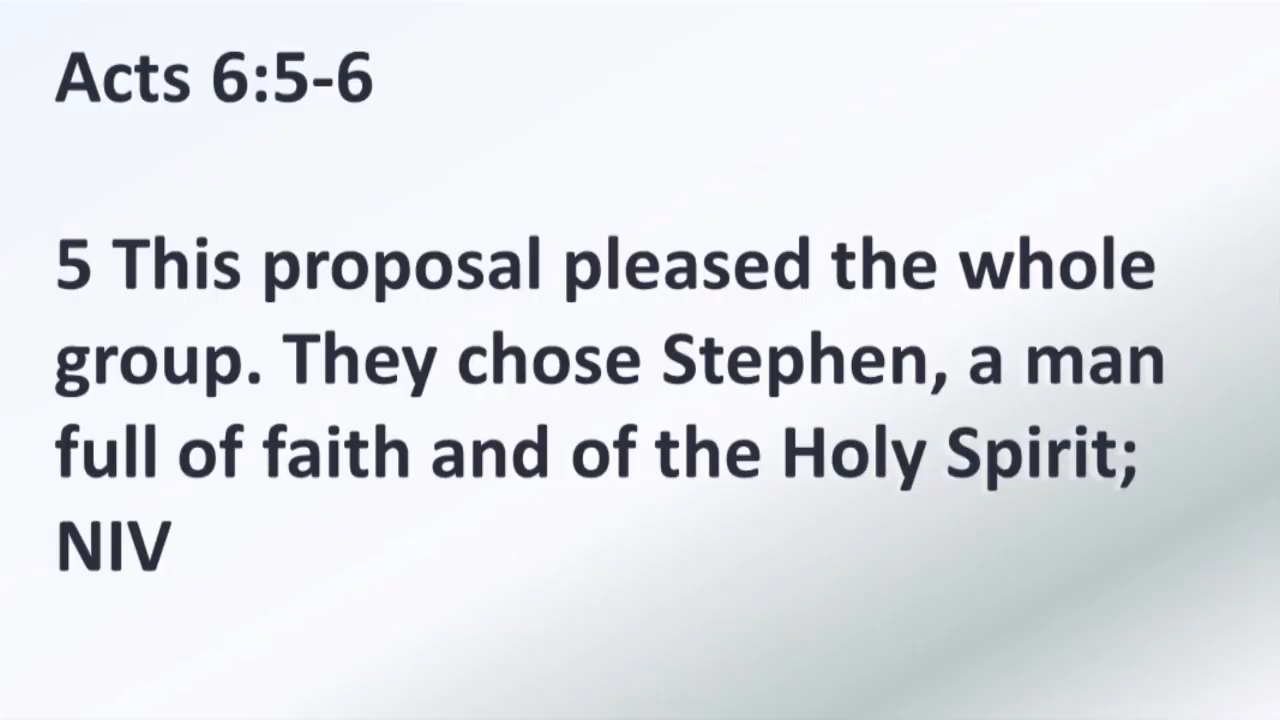 Acts 6:5-6
5 This proposal pleased the whole
group. They chose Stephen, a man
full of faith and of the Holy Spirit;
NIV